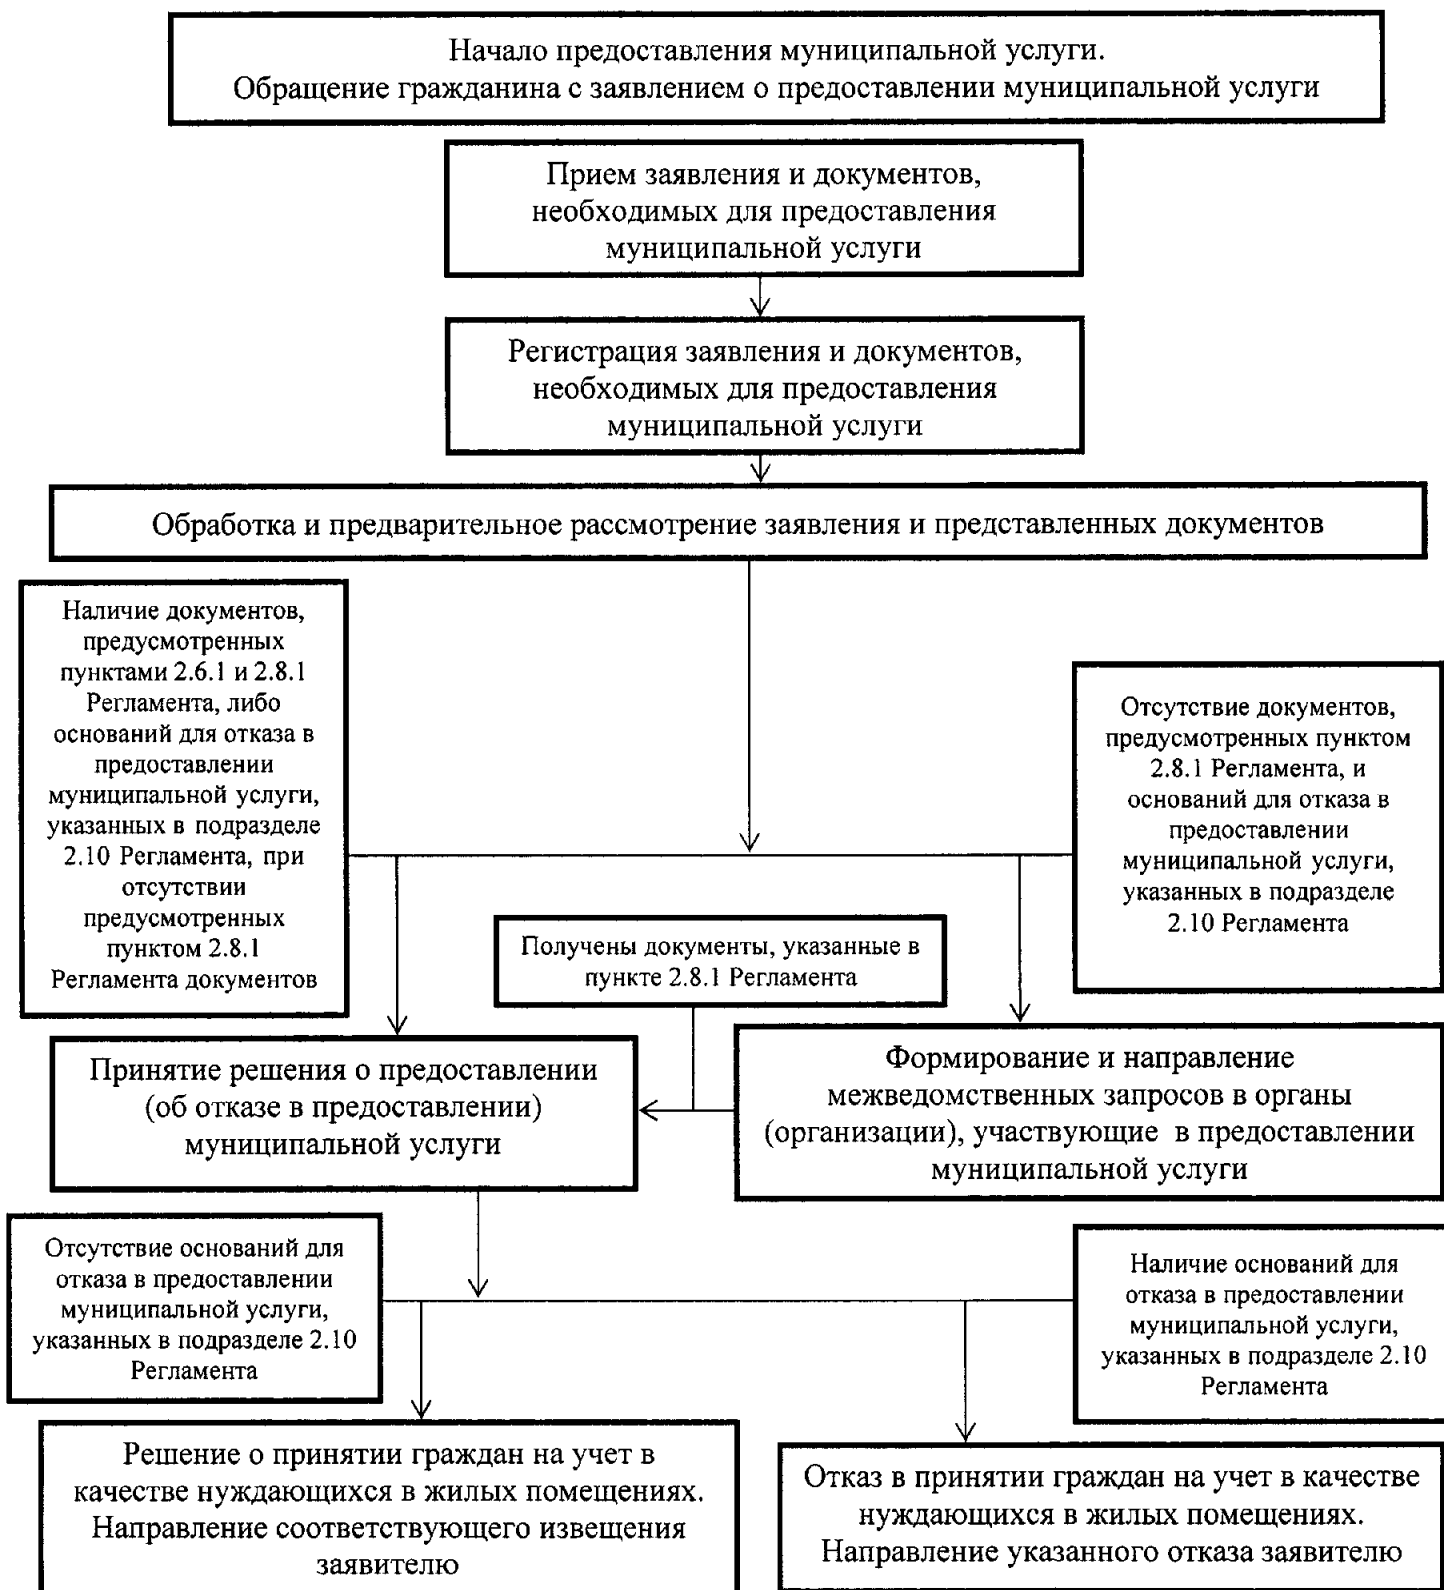 Начало предоставления муниципальной услуги.
Обращение гражданина с заявлением о предоставлении муниципальной услуги
Прием заявления и документов,
необходимых для предоставления
муниципальной услуги
Регистрация заявления и документов,
необходимых для предоставления
муниципальной услуги
Обработка и предварительное рассмотрение заявления и представленных документов
Наличие документов,
предусмотренных
пунктами 2.6.1 и 2.8.1
Регламента, либо
оснований для отказа в
предоставлении
муниципальной услуги,
указанных в подразделе
2.10 Регламента, при
отсутствии
предусмотренных
пунктом 2.8.1
Регламента документов
Отсутствие документов,
предусмотренных пунктом
2.8.1 Регламента, и
оснований для отказа в
предоставлении
муниципальной услуги,
указанных в подразделе
2.10 Регламента
Получены документы, указанные в
пункте 2.8.1 Регламента
Принятие решения о предоставлении
(об отказе в предоставлении)
муниципальной услуги
Формирование и направление
межведомственных запросов в органы
(организации), участвующие в предоставлении
муниципальной услуги
Отсутствие оснований для
отказа в предоставлении
муниципальной услуги,
указанных в подразделе 2.10
Регламента
Наличие оснований для
отказа в предоставлении
муниципальной услуги,
указанных в подразделе 2.10
Регламента
Решение о принятии граждан на учет в
качестве нуждающихся в жилых помещениях.
Направление соответствующего извещения
заявителю
Отказ в принятии граждан на учет в качестве
нуждающихся в жилых помещениях.
Направление указанного отказа заявителю